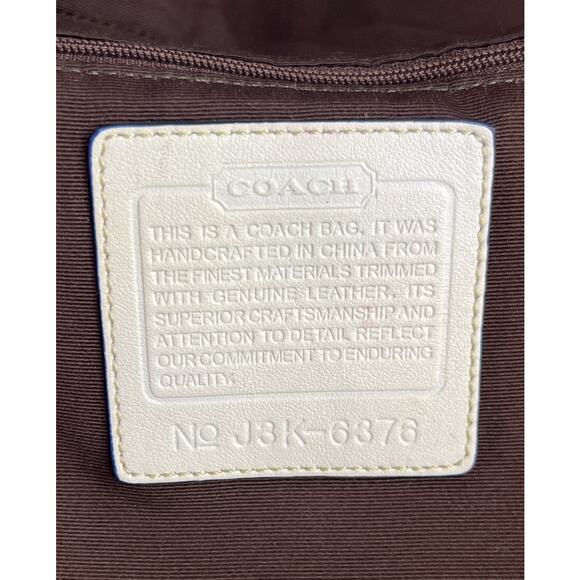 COACH
THIS IS A COACH BAG. IT WAS
HANDCRAFTED IN CHINA FROM
THE FINEST MATERIALS TRIMMED
WITH GENUINE LEATHER. ITS
SUPERIOR CRAFTSMANSHIP AND
ATTENTION TO DETAIL REFLECT
OUR COMMITMENT TO ENDURING
QUALITY.
No J3K-6376